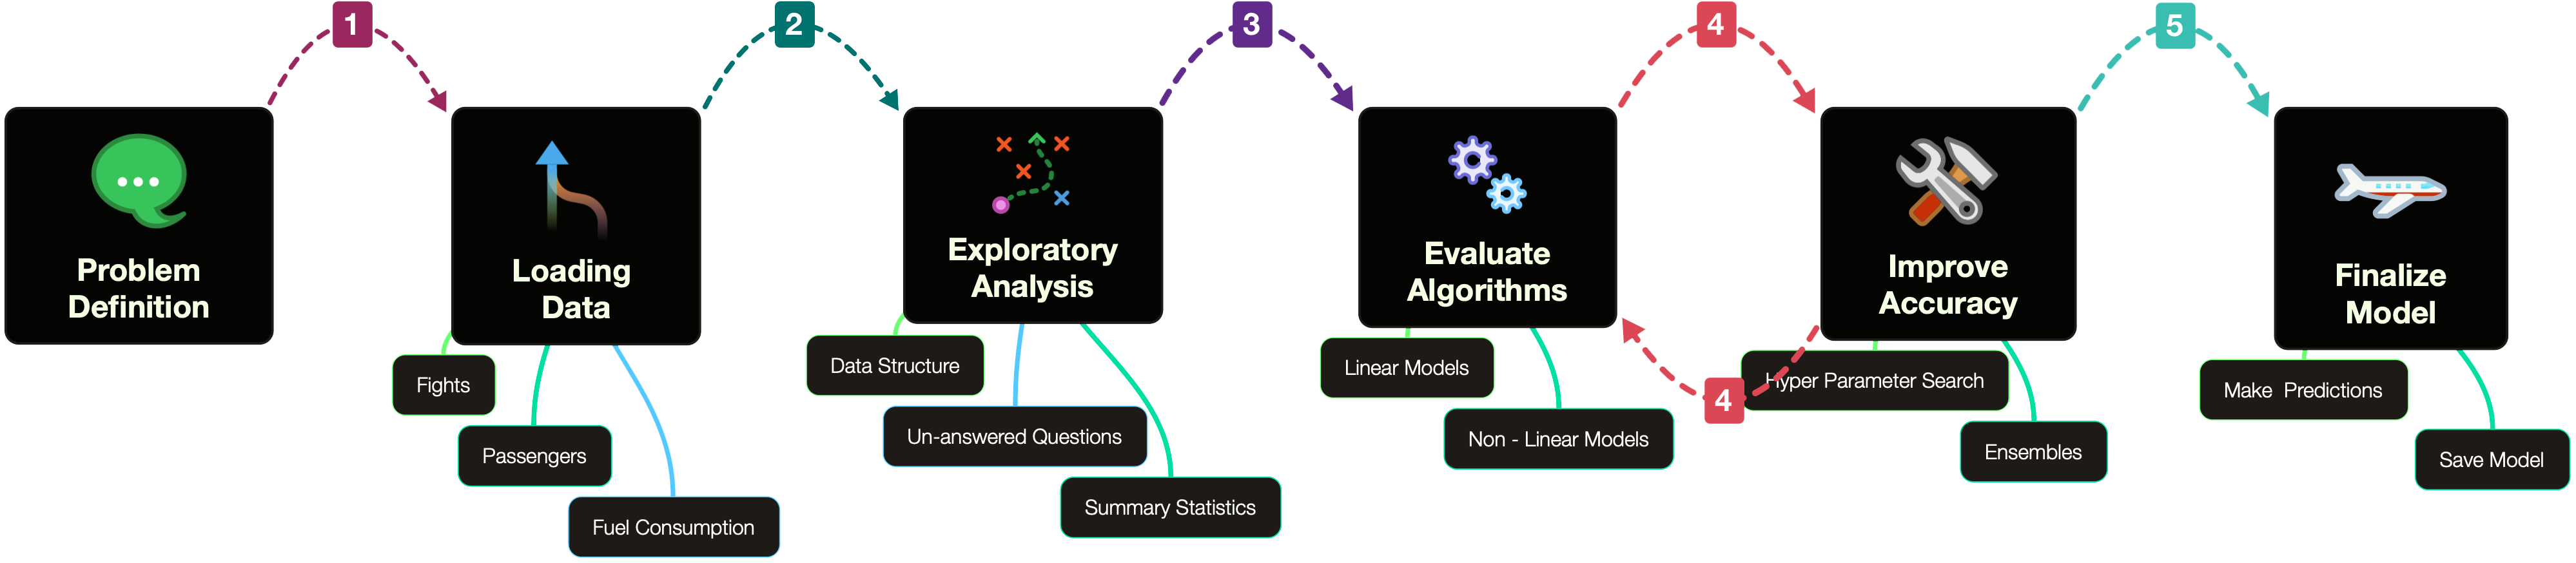 1
2
3
4
5
Problem
Definition
Loading
Data
Exploratory
Analysis
Evaluate
Algorithms
Improve
Accuracy
Finalize
Model
Fights
Passengers
Fuel Consumption
Data Structure
Un-answered Questions
Summary Statistics
Linear Models
Non - Linear Models
4
Hyper Parameter Search
Ensembles
Make  Predictions
Save Model